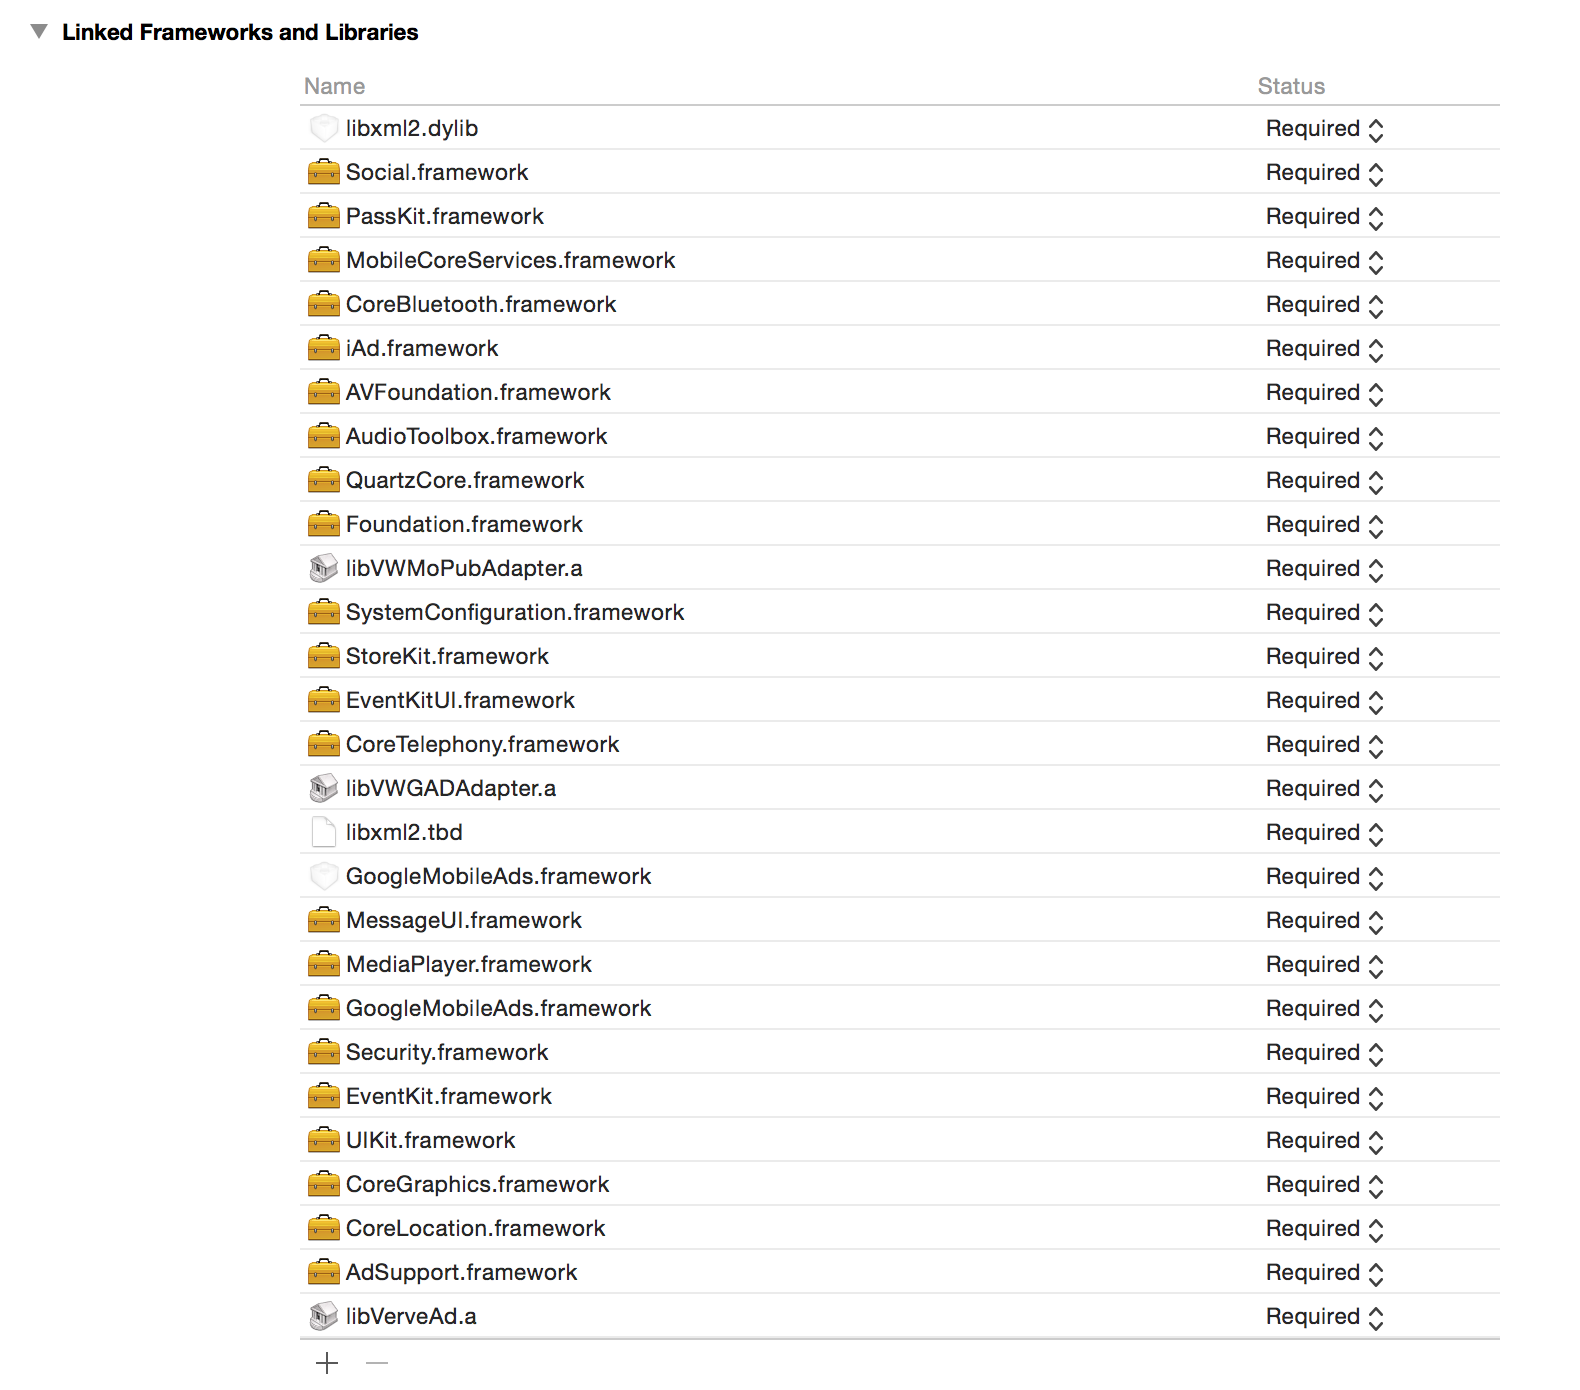 Linked Frameworks and Libraries
Name Status
libxml2.dylib Required
Social.framework Required
PassKit.framework Required
MobileCoreServices.framework Required
CoreBluetooth.framework Required
iAd.framework Required
AVFoundation.framework Required
AudioToolbox.framework Required
QuartzCore.framework Required
Foundation.framework Required
libVWMoPubAdapter.a Required
SystemConfiguration.framework Required
StoreKit.framework Required
EventKitUI.framework Required
CoreTelephony.framework Required
libVWGADAdapter.a Required
libxml2.tbd Required
GoogleMobileAds.framework Required
MessageUI.framework Required
MediaPlayer.framework Required
GoogleMobileAds.framework Required
Security.framework Required
EventKit.framework Required
UIKit.framework Required
CoreGraphics.framework Required
CoreLocation.framework Required
AdSupport.framework Required
libVerveAd.a Required